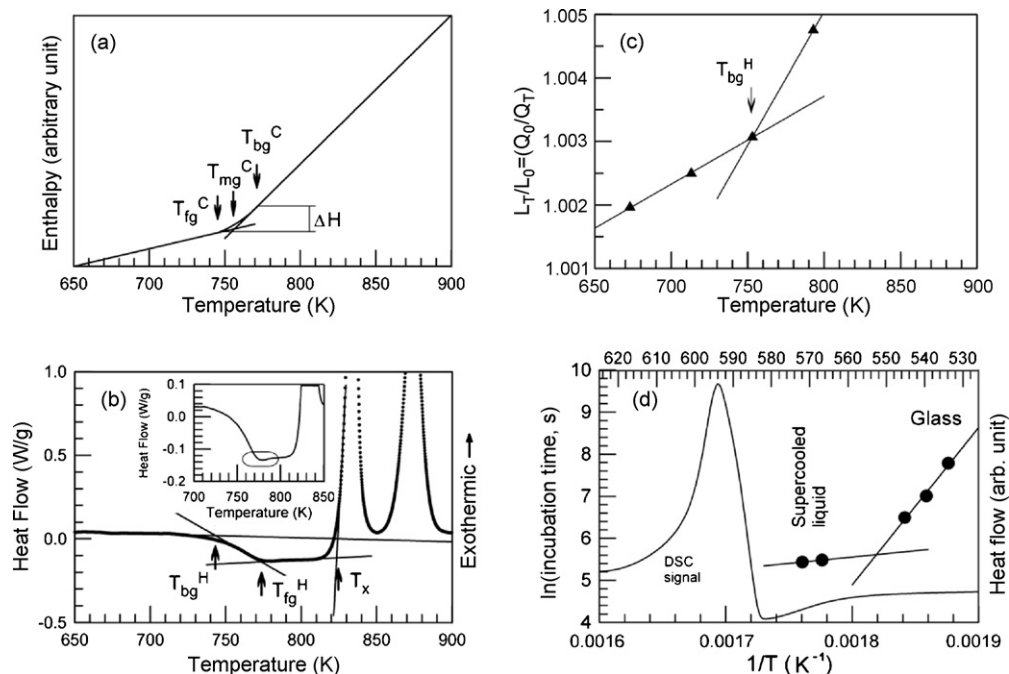 (a)
Enthalpy (arbitrary unit)
T_bg^C
T_mg^C
T_fg^C
ΔH
650 700 750 800 850 900
Temperature (K)
(c)
L_T/L_0=(Q_0/Q_T)
1.005
1.004
1.003
1.002
1.001
T_bg^H
650 700 750 800 850 900
Temperature (K)
(b)
Heat Flow (W/g)
1.0
0.5
0.0
-0.5
Heat Flow (W/g)
0.1
0.0
-0.1
-0.2
700 750 800 850
Temperature (K)
Exothermic →
T_bg^H
T_fg^H
T_x
650 700 750 800 850 900
Temperature (K)
620 610 600 590 580 570 560 550 540 530
(d)
ln(incubation time, s)
10
9
8
7
6
5
4
Glass
Supercooled
liquid
DSC
signal
Heat flow (arb. unit)
0.0016 0.0017 0.0018 0.0019
1/T (K⁻¹)